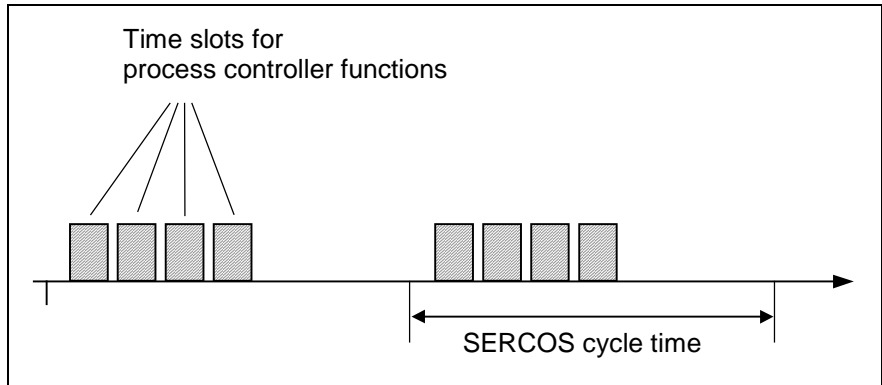 Time slots for
process controller functions
SERCOS cycle time